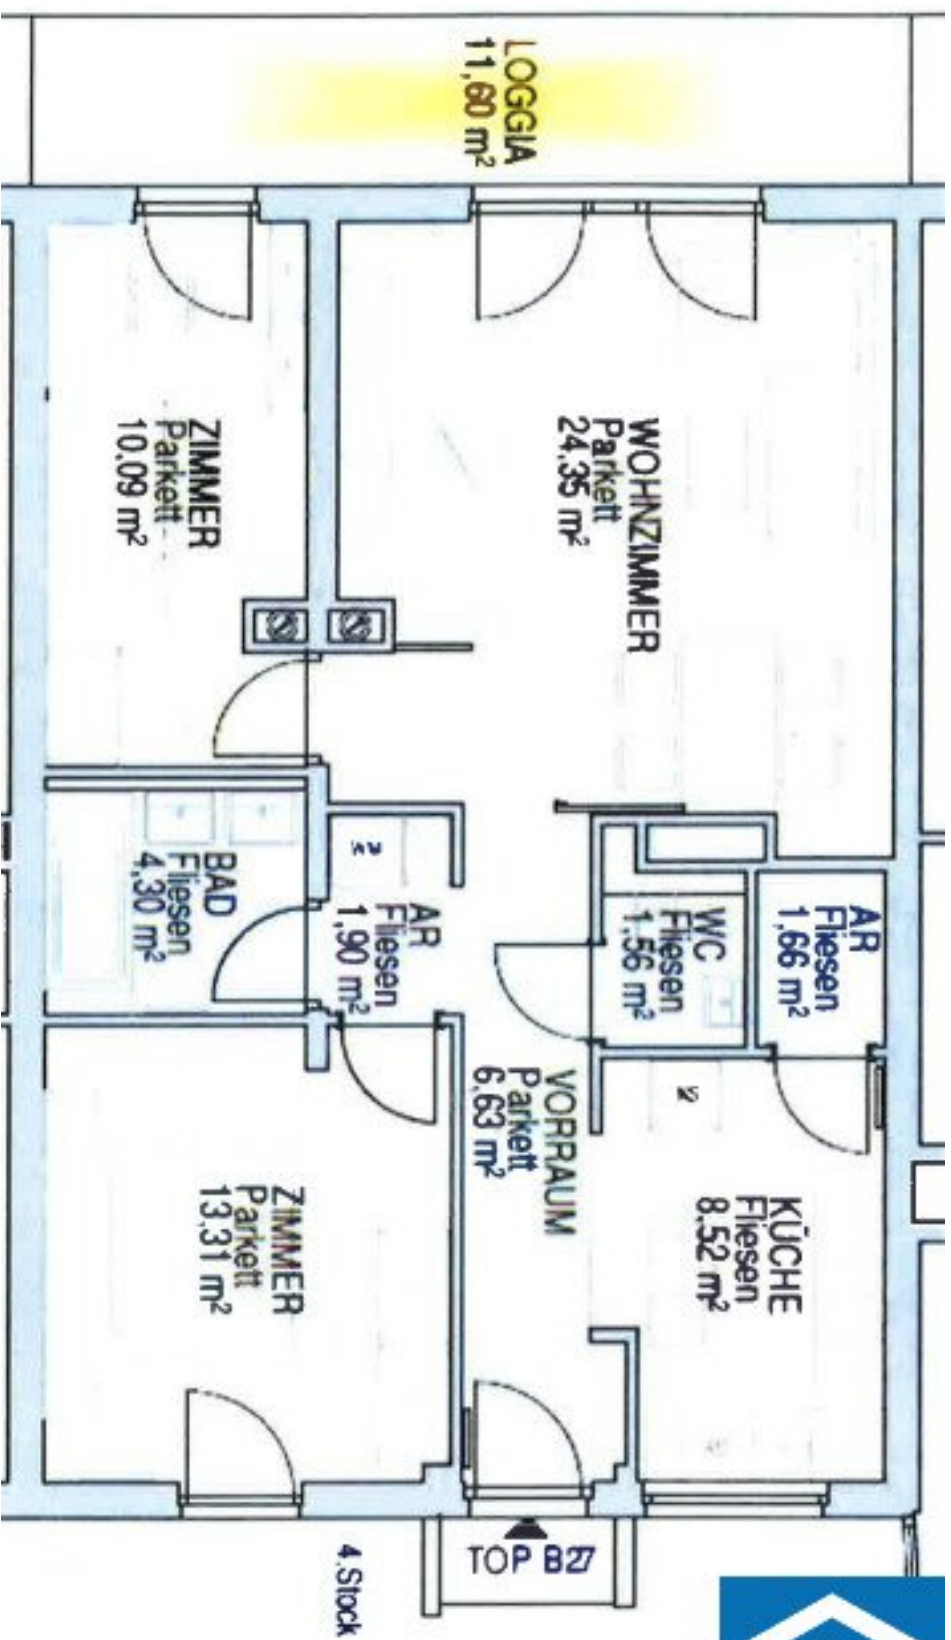 LOGGIA
11,60 m²
WOHNZIMMER
Parkett
24,35 m²
ZIMMER
Parkett
10,09 m²
AR
Fliesen
1,66 m²
WC
Fliesen
1,56 m²
AR
Fliesen
1,90 m²
BAD
Fliesen
4,30 m²
VORRAUM
Parkett
6,63 m²
KÜCHE
Fliesen
8,52 m²
ZIMMER
Parkett
13,31 m²
TOP B27
4.Stock